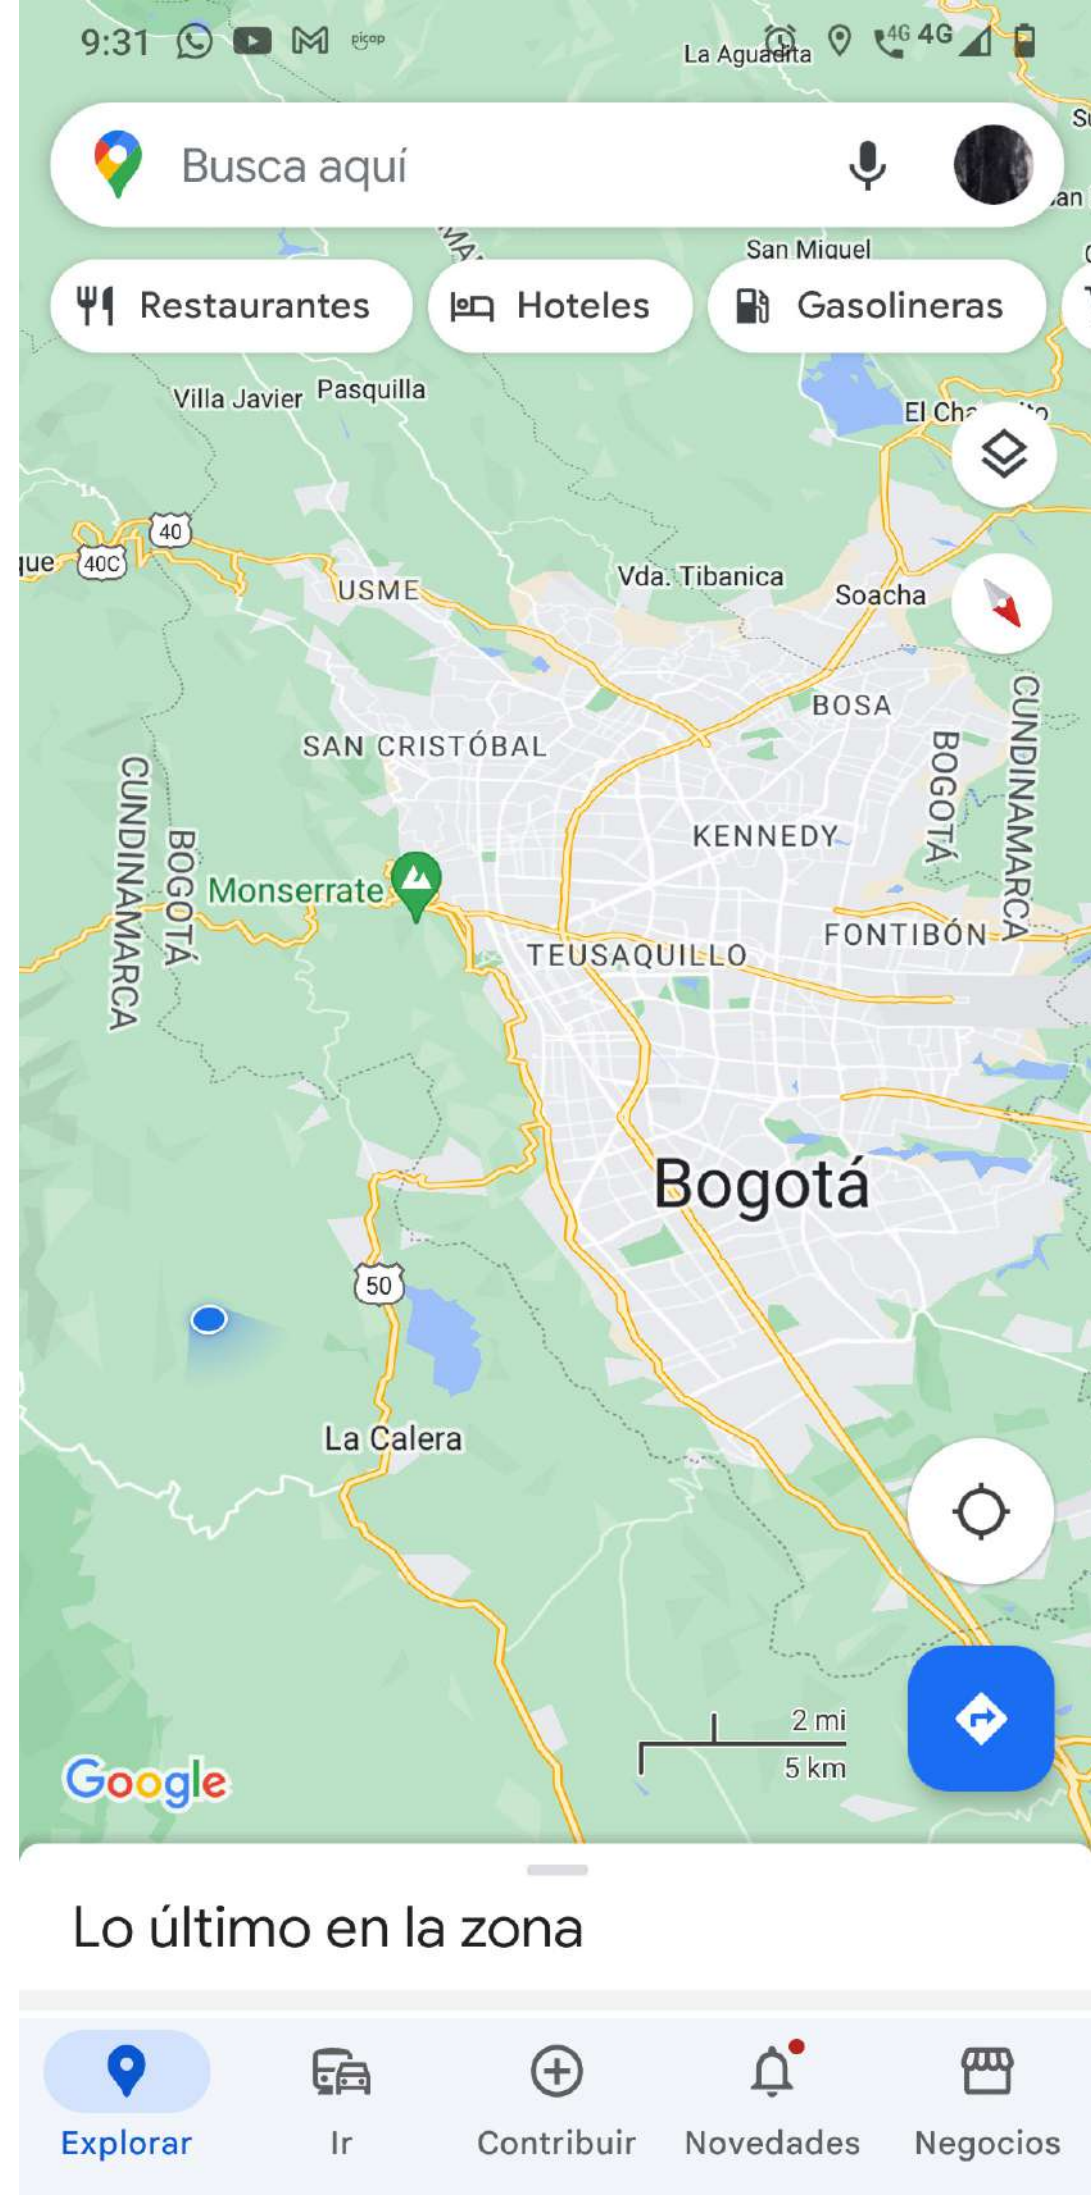 9:31
picap
4G 4G
La Aguadita
Busca aquí
San Miguel
Restaurantes
Hoteles
Gasolineras
Villa Javier
Pasquilla
40
40C
que
USME
Vda. Tibanica
Soacha
BOSA
SAN CRISTÓBAL
CUNDINAMARCA
BOGOTÁ
KENNEDY
BOGOTÁ
CUNDINAMARCA
Monserrate
FONTIBÓN
TEUSAQUILLO
Bogotá
50
La Calera
2 mi
5 km
Google
Lo último en la zona
Explorar
Ir
Contribuir
Novedades
Negocios